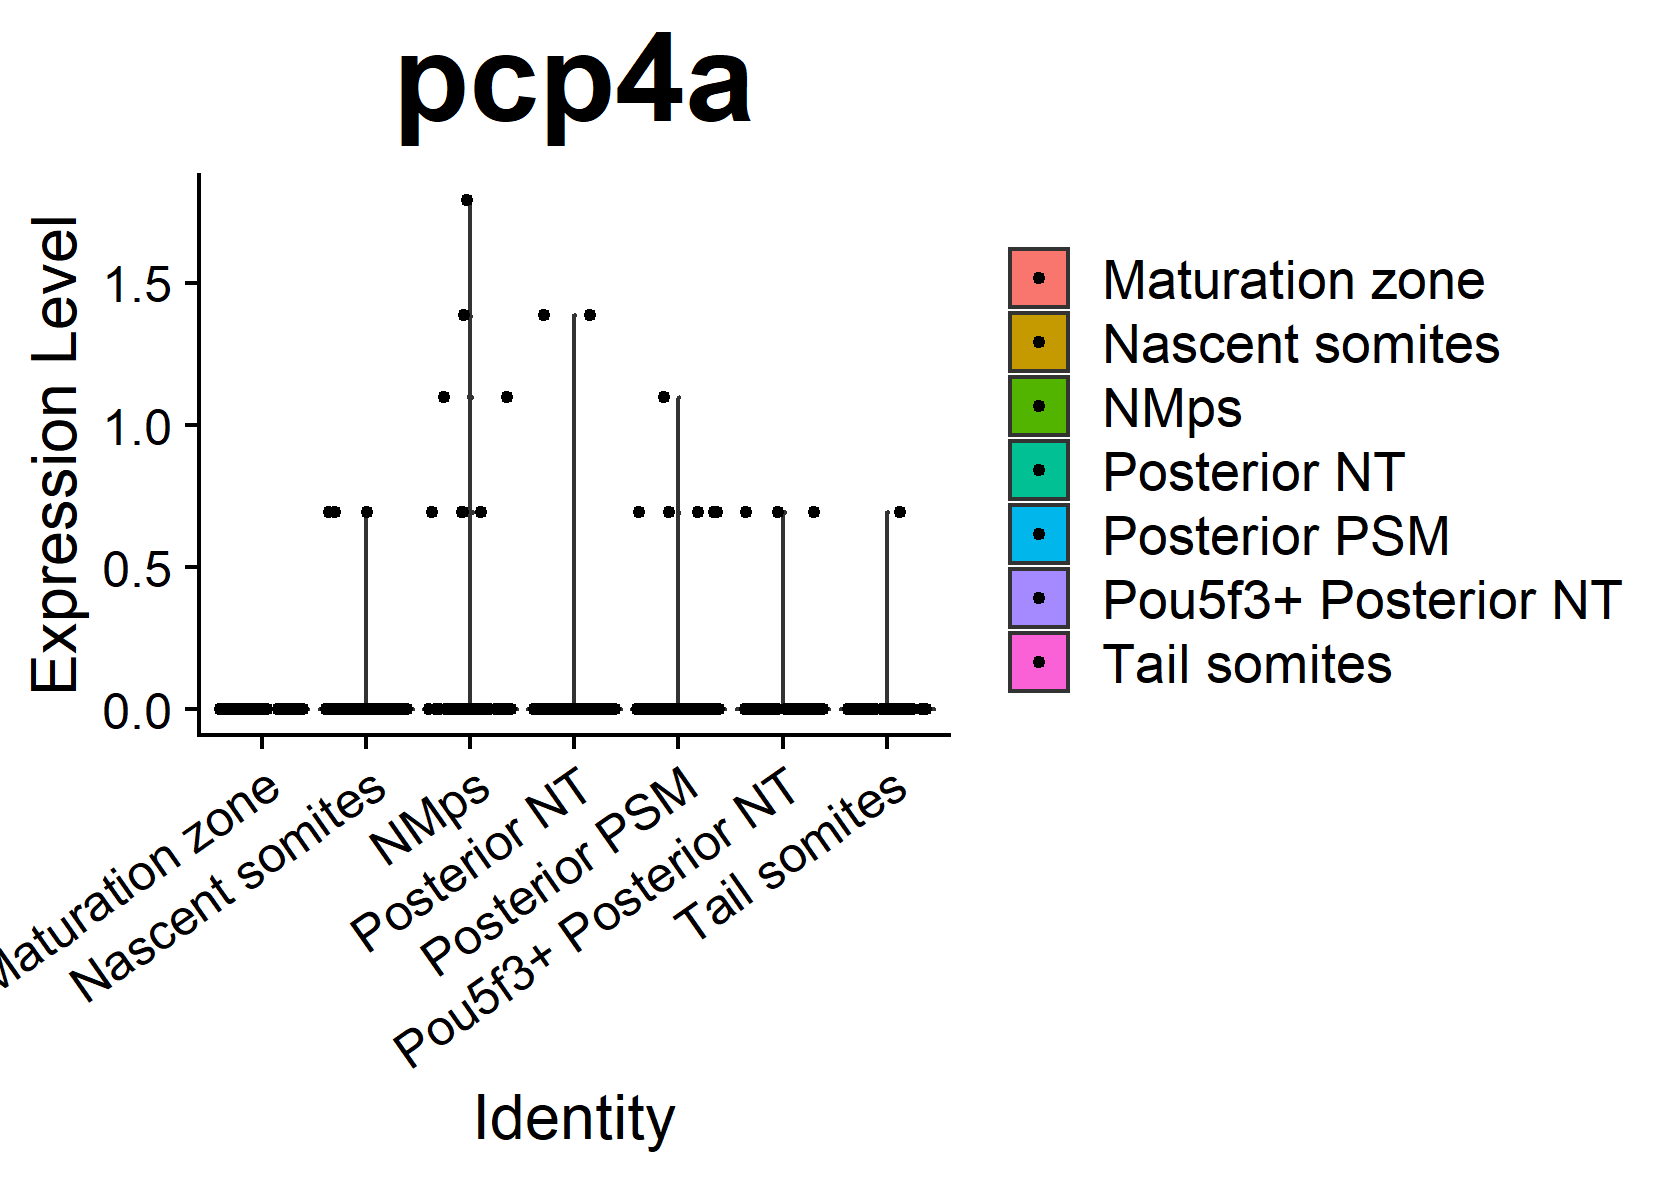 pcp4a
Expression Level
1.5
1.0
0.5
0.0
Maturation zone
Nascent somites
NMps
Posterior NT
Posterior PSM
Pou5f3+ Posterior NT
Tail somites
Identity
Maturation zone
Nascent somites
NMps
Posterior NT
Posterior PSM
Pou5f3+ Posterior NT
Tail somites